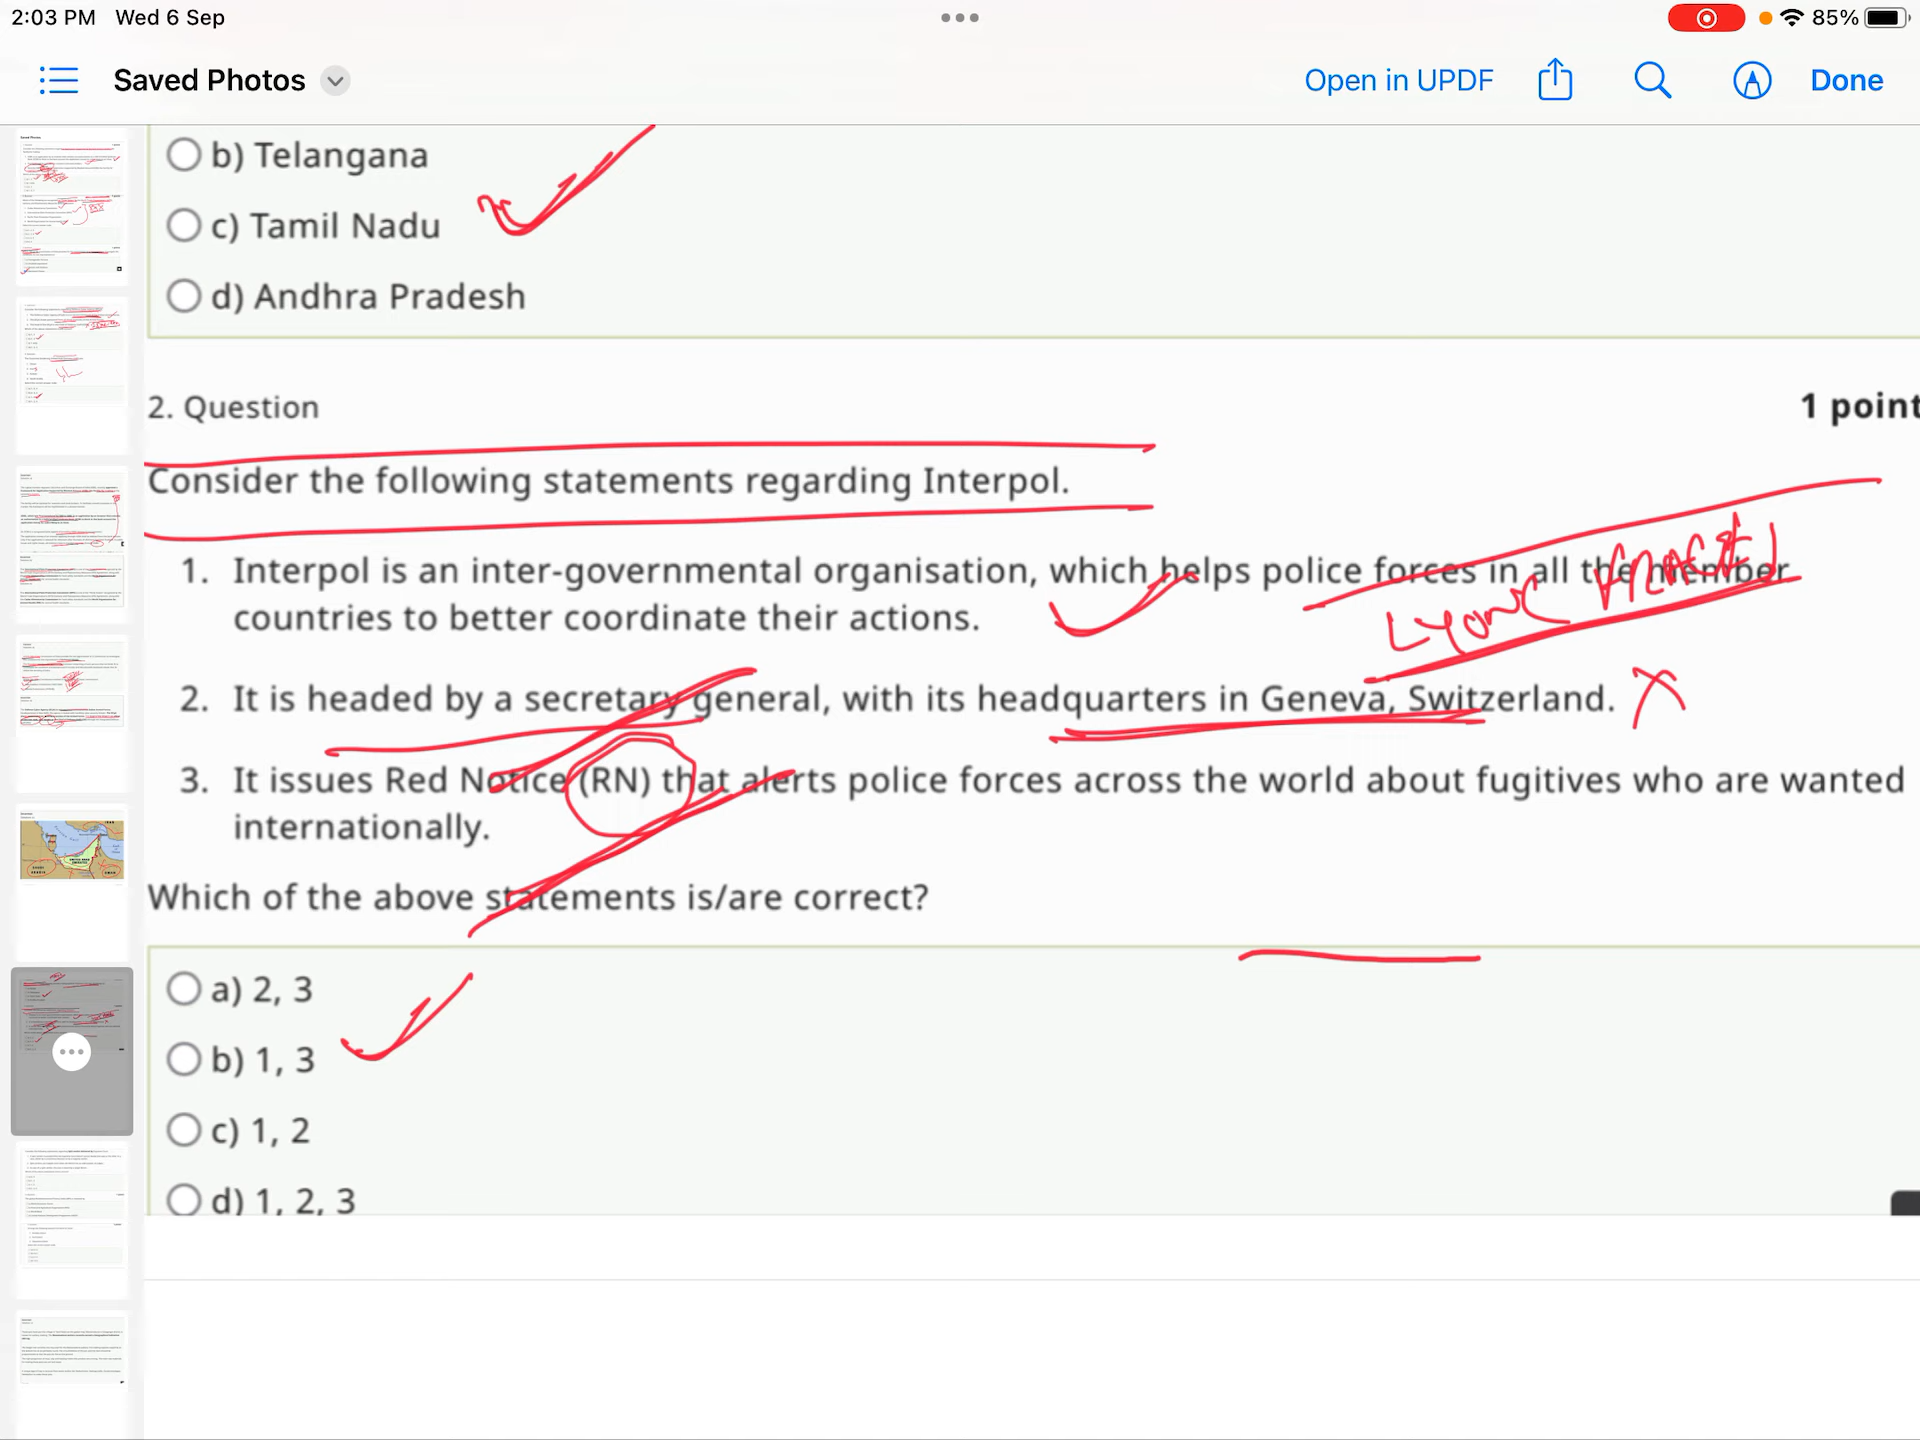 2:03 PM Wed 6 Sep
85%
Saved Photos
Open in UPDF
Done
b) Telangana
c) Tamil Nadu
d) Andhra Pradesh
2. Question
1 point
Consider the following statements regarding Interpol.
1. Interpol is an inter-governmental organisation, which helps police forces in all the member
countries to better coordinate their actions.
Lyon( FRANCE)
2. It is headed by a secretary general, with its headquarters in Geneva, Switzerland.
3. It issues Red Notice (RN) that alerts police forces across the world about fugitives who are wanted
internationally.
Which of the above statements is/are correct?
a) 2, 3
b) 1, 3
c) 1, 2
d) 1, 2, 3